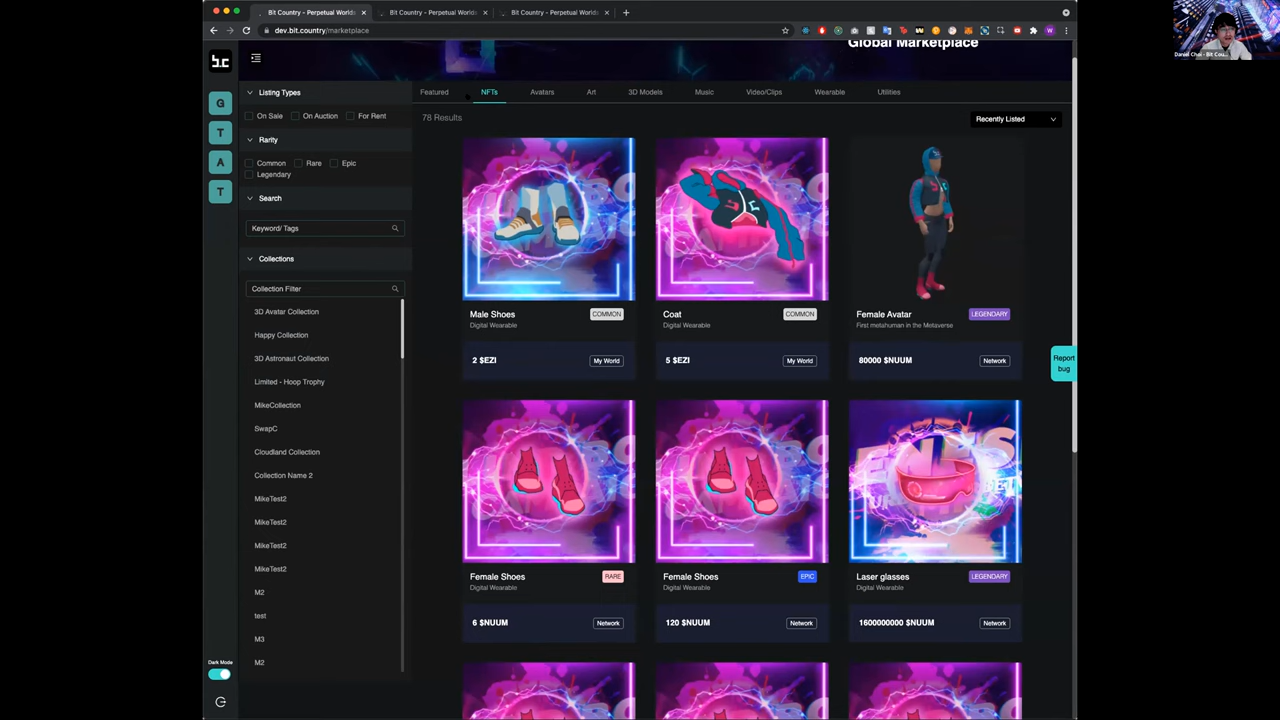 Bit Country - Perpetual Worlds
Bit Country - Perpetual Worlds
Bit Country - Perpetual Worlds
dev.bit.country/marketplace
W
Daniel Choi - Bit Cou...
b.c
Global Marketplace
G
T
A
T
Listing Types
On Sale
On Auction
For Rent
Rarity
Common
Rare
Epic
Legendary
Search
Keyword/ Tags
Collections
Collection Filter
3D Avatar Collection
Happy Collection
3D Astronaut Collection
Limited - Hoop Trophy
MikeCollection
SwapC
Cloudland Collection
Collection Name 2
MikeTest2
MikeTest2
MikeTest2
MikeTest2
M2
test
M3
M2
Dark Mode
Featured
NFTs
Avatars
Art
3D Models
Music
Video/Clips
Wearable
Utilities
78 Results
Recently Listed
Male Shoes
COMMON
Digital Wearable
2 $EZI
My World
Coat
COMMON
Digital Wearable
5 $EZI
My World
Female Avatar
LEGENDARY
First metahuman in the Metaverse
80000 $NUUM
Network
Female Shoes
RARE
Digital Wearable
6 $NUUM
Network
Female Shoes
EPIC
Digital Wearable
120 $NUUM
Network
Laser glasses
LEGENDARY
Digital Wearable
1600000000 $NUUM
Network
Report
bug